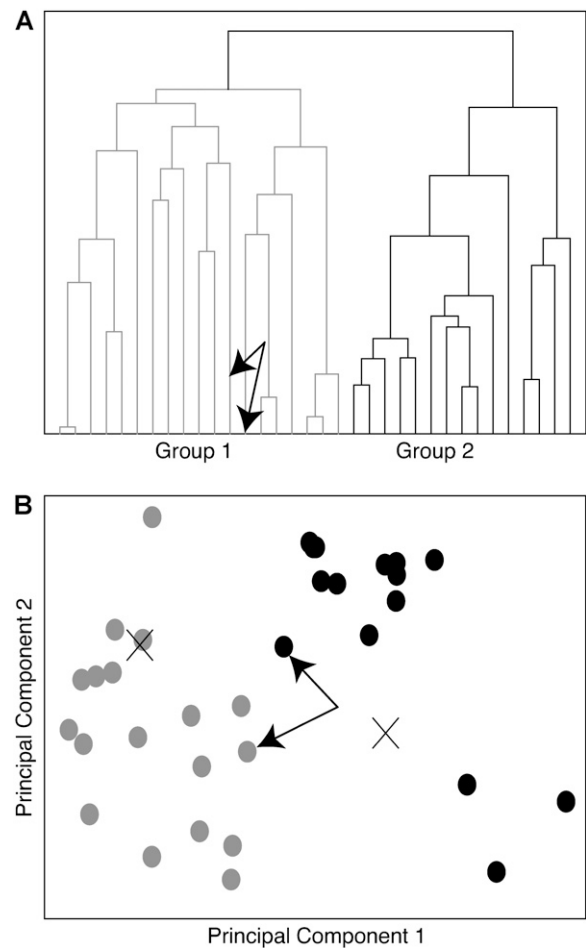 A
Group 1
Group 2
B
Principal Component 2
Principal Component 1